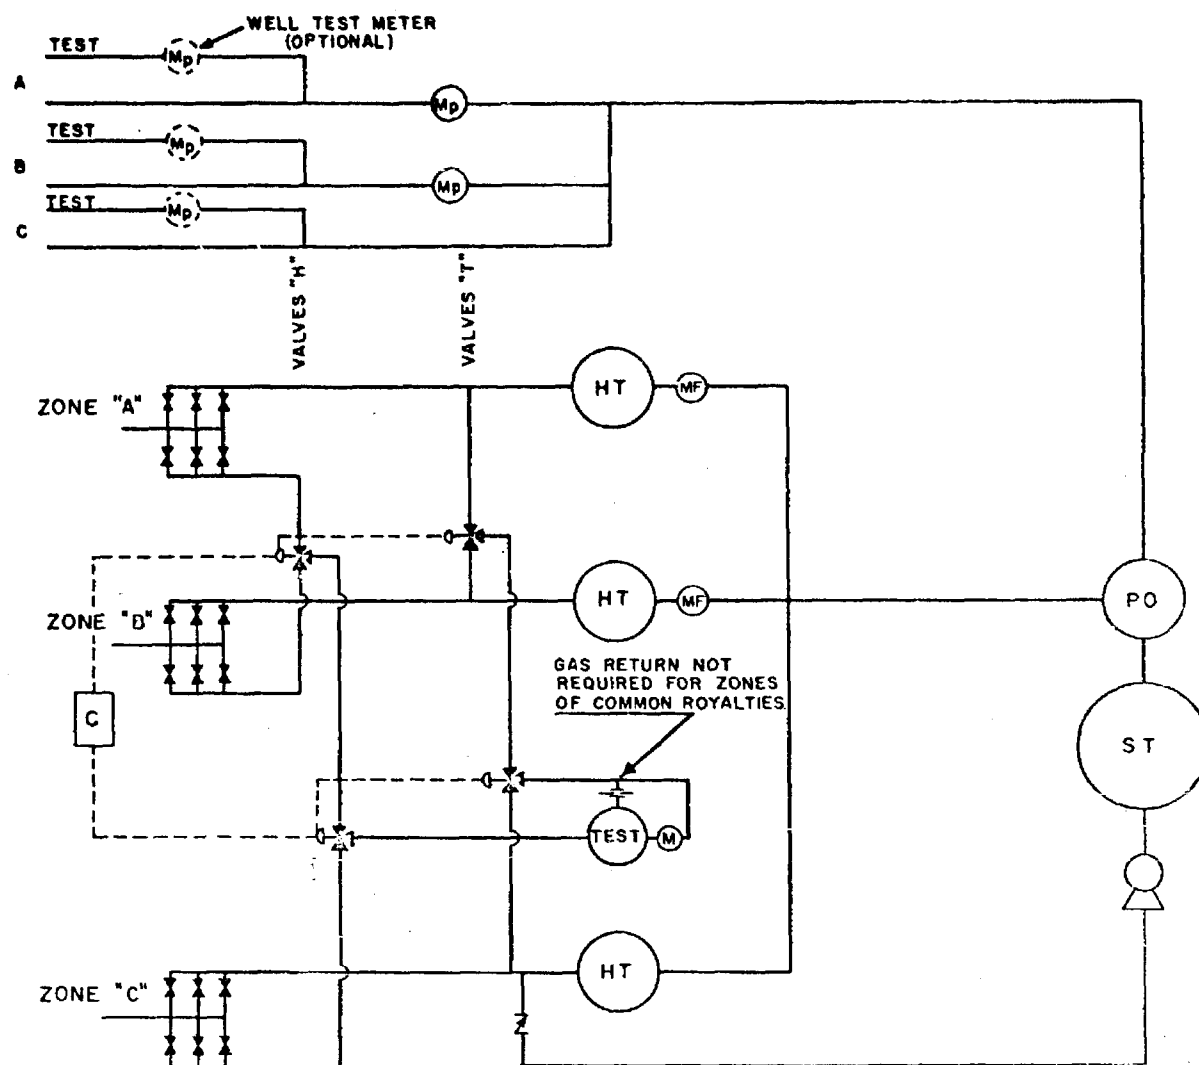 WELL TEST METER
(OPTIONAL)
TEST
Mp
A
Mp
TEST
Mp
B
Mp
TEST
Mp
C
VALVES "H"
VALVES "T"
HT
MF
ZONE "A"
HT
MF
PO
ZONE "B"
GAS RETURN NOT
REQUIRED FOR ZONES
OF COMMON ROYALTIES
C
ST
TEST
M
HT
ZONE "C"